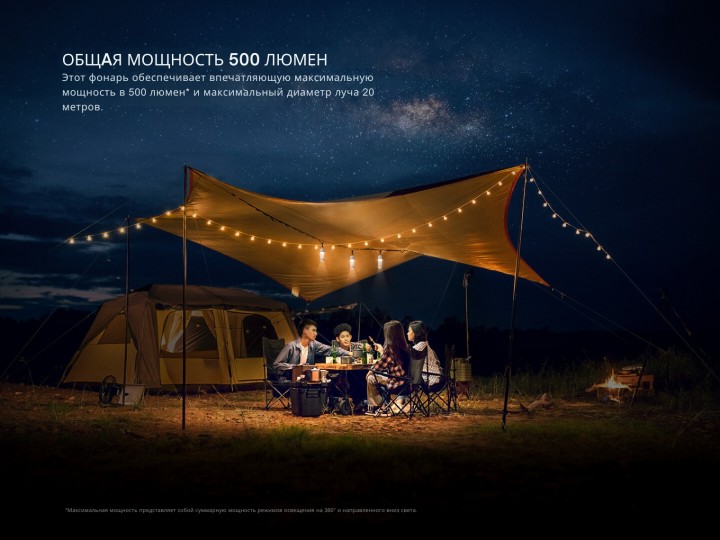 ОБЩАЯ МОЩНОСТЬ 500 ЛЮМЕН
Этот фонарь обеспечивает впечатляющую максимальную
мощность в 500 люмен* и максимальный диаметр луча 20
метров.
*Максимальная мощность представляет собой суммарную мощность режимов освещения на 360° и направленного вниз света.